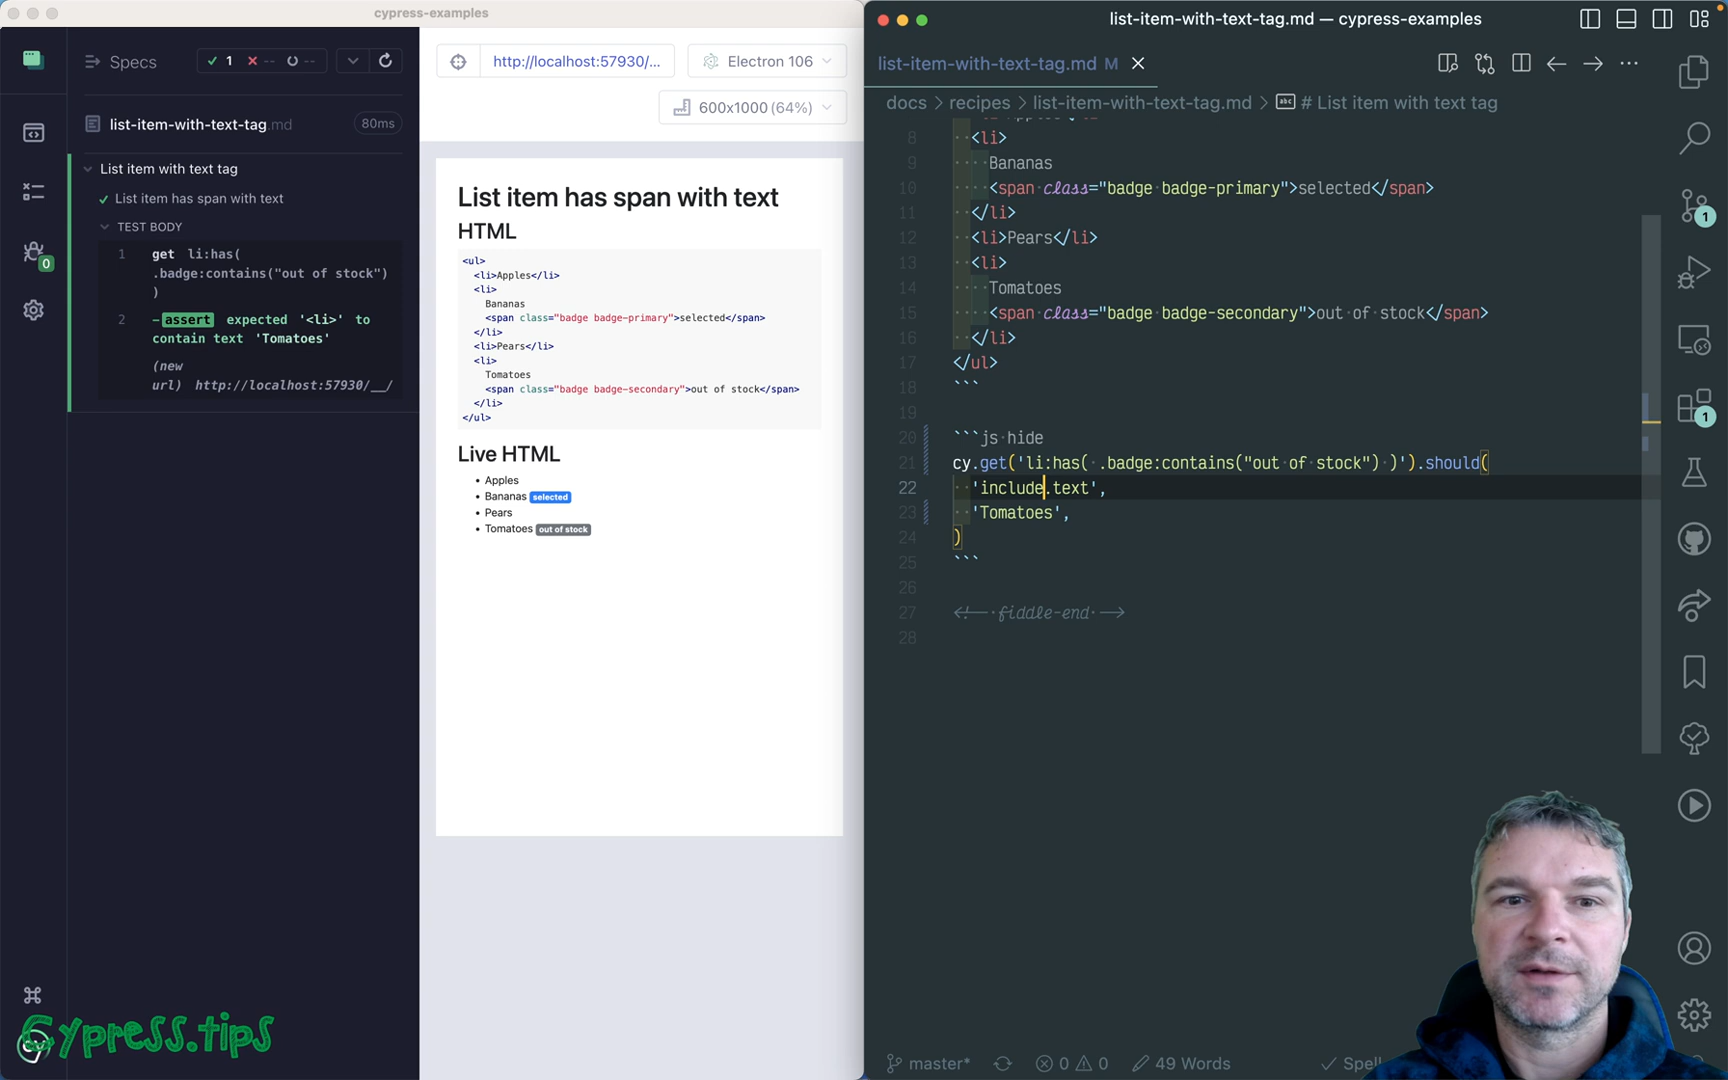 cypress-examples
Specs
1 -- --
list-item-with-text-tag.md 80ms
List item with text tag
List item has span with text
TEST BODY
1 get li:has(
.badge:contains("out of stock")
)
2 -assert expected '<li>' to
contain text 'Tomatoes'
(new
url) http://localhost:57930/__/
0
Cypress.tips
http://localhost:57930/...
Electron 106
600x1000 (64%)
List item has span with text
HTML
<ul>
<li>Apples</li>
<li>
Bananas
<span class="badge badge-primary">selected</span>
</li>
<li>Pears</li>
<li>
Tomatoes
<span class="badge badge-secondary">out of stock</span>
</li>
</ul>
Live HTML
• Apples
• Bananas selected
• Pears
• Tomatoes out of stock
list-item-with-text-tag.md — cypress-examples
list-item-with-text-tag.md M
docs > recipes > list-item-with-text-tag.md > abc # List item with text tag
8 <li>
9 Bananas
10 <span class="badge badge-primary">selected</span>
11 </li>
12 <li>Pears</li>
13 <li>
14 Tomatoes
15 <span class="badge badge-secondary">out of stock</span>
16 </li>
17 </ul>
18 ```
19
20 ```js hide
21 cy.get('li:has( .badge:contains("out of stock") )').should(
22 'include.text',
23 'Tomatoes',
24 )
25 ```
26
27 <!-- fiddle-end -->
28
1
1
master* 0 0 49 Words Spell